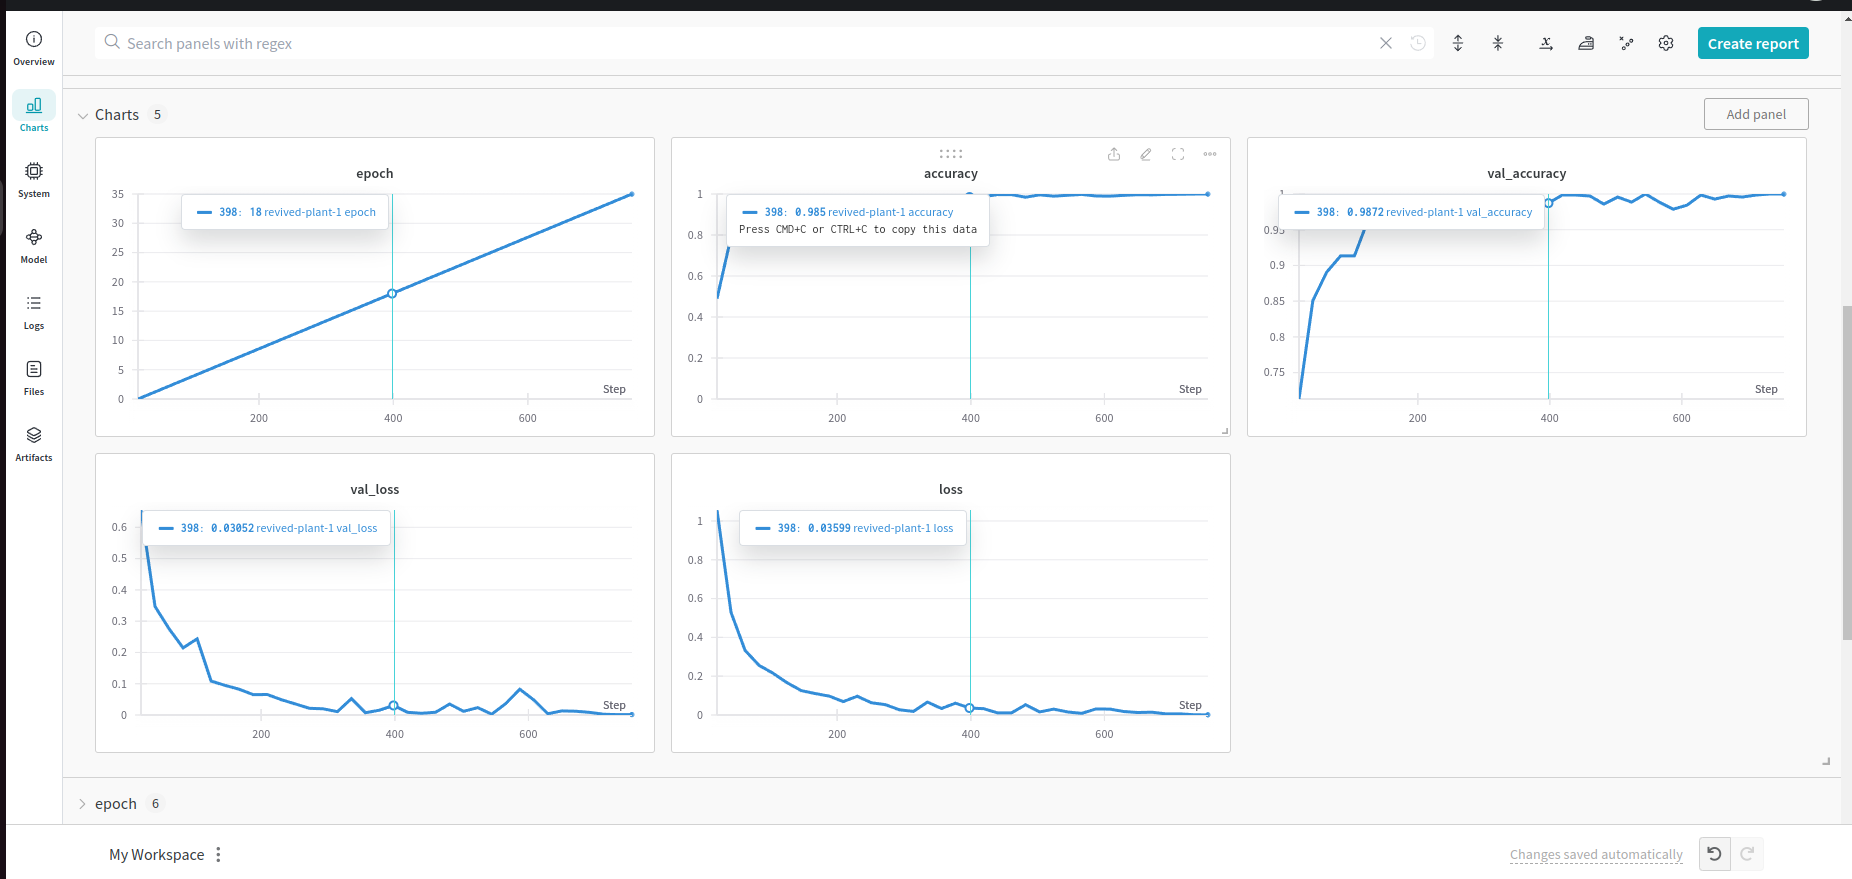 Search panels with regex
Create report
Overview
Charts
System
Model
Logs
Files
Artifacts
Charts 5
Add panel
epoch
35
30
25
20
15
10
5
0
398: 18 revived-plant-1 epoch
Step
200 400 600
accuracy
1
0.8
0.6
0.4
0.2
0
398: 0.985 revived-plant-1 accuracy
Press CMD+C or CTRL+C to copy this data
Step
200 400 600
val_accuracy
1
0.95
0.9
0.85
0.8
0.75
398: 0.9872 revived-plant-1 val_accuracy
Step
200 400 600
val_loss
0.6
0.5
0.4
0.3
0.2
0.1
0
398: 0.03052 revived-plant-1 val_loss
Step
200 400 600
loss
1
0.8
0.6
0.4
0.2
0
398: 0.03599 revived-plant-1 loss
Step
200 400 600
epoch 6
My Workspace
Changes saved automatically